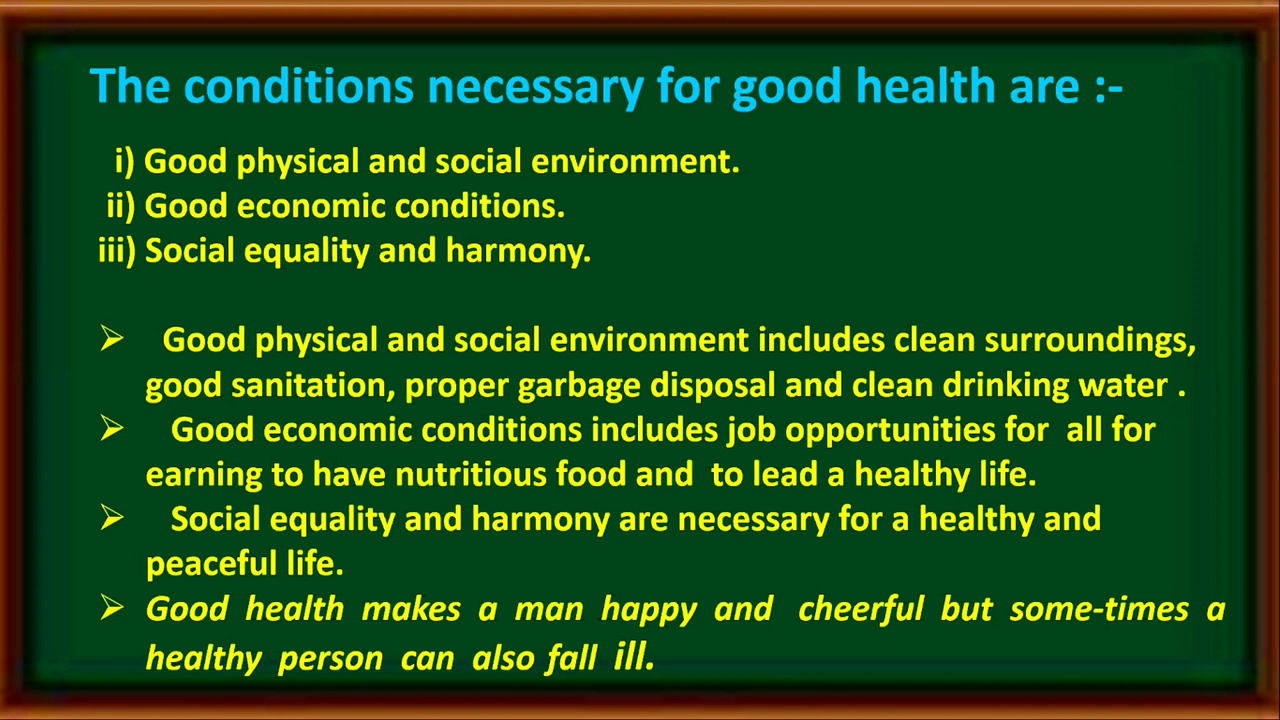 The conditions necessary for good health are :-
i) Good physical and social environment.
ii) Good economic conditions.
iii) Social equality and harmony.
➢ Good physical and social environment includes clean surroundings,
good sanitation, proper garbage disposal and clean drinking water .
➢ Good economic conditions includes job opportunities for all for
earning to have nutritious food and to lead a healthy life.
➢ Social equality and harmony are necessary for a healthy and
peaceful life.
➢ Good health makes a man happy and cheerful but some-times a
healthy person can also fall ill.